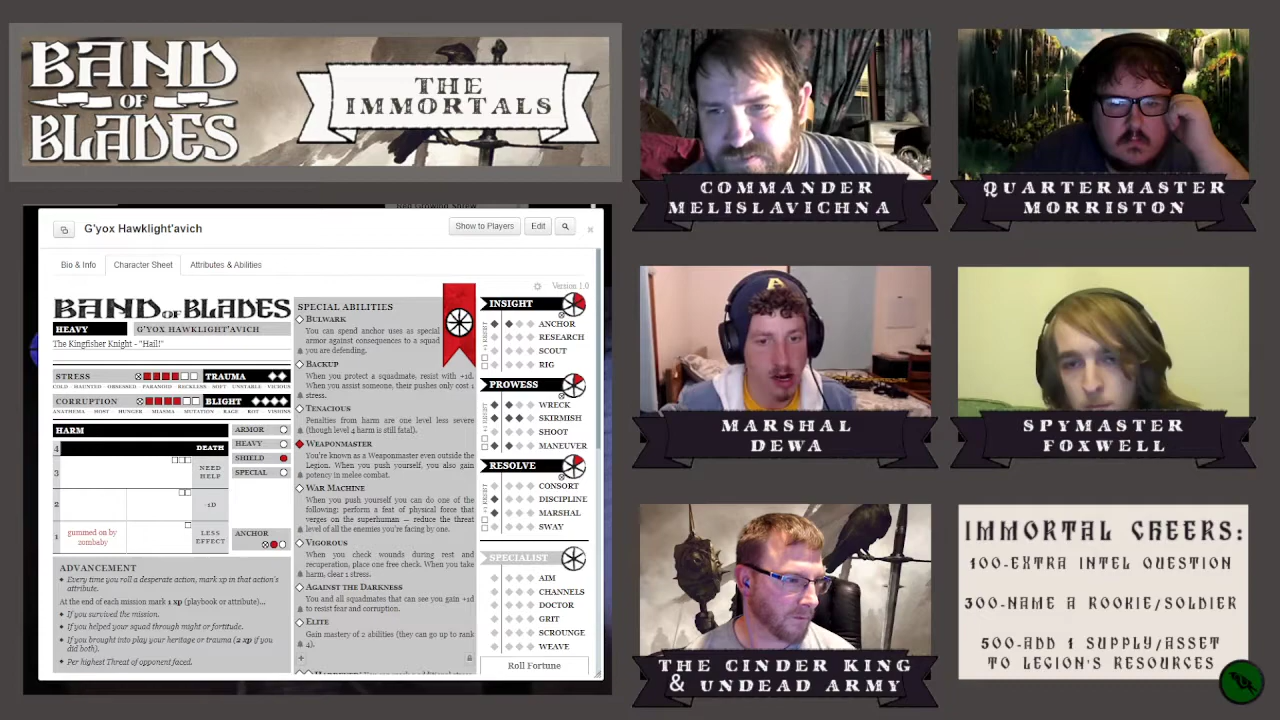 BAND
OF
BLADES
THE
IMMORTALS
COMMANDER
MELISLAVICHNA
QUARTERMASTER
MORRISTON
G'yox Hawklight'avich
Show to Players
Edit
Bio & Info
Character Sheet
Attributes & Abilities
Version 1.0
BAND OF BLADES
HEAVY
G'YOX HAWKLIGHT'AVICH
The Kingfisher Knight - "Hail!"
STRESS
TRAUMA
COLD HAUNTED OBSESSED PARANOID RECKLESS SOFT UNSTABLE VICIOUS
CORRUPTION
BLIGHT
ANATHEMA HOST HUNGER MIASMA MUTATION RAGE ROT VISIONS
HARM
4
DEATH
3
NEED
HELP
2
-1D
1
gummed on by
zombaby
LESS
EFFECT
ARMOR
HEAVY
SHIELD
SPECIAL
ANCHOR
ADVANCEMENT
Every time you roll a desperate action, mark xp in that action's
attribute.
At the end of each mission mark 1 xp (playbook or attribute)...
If you survived the mission.
If you helped your squad through might or fortitude.
If you brought into play your heritage or trauma (2 xp if you
did both).
Per highest Threat of opponent faced.
SPECIAL ABILITIES
BULWARK
You can spend anchor uses as special
armor against consequences to a squad
you are defending.
BACKUP
When you protect a squadmate, resist with +1d.
When you assist someone, their pushes only cost 1
stress.
TENACIOUS
Penalties from harm are one level less severe
(though level 4 harm is still fatal).
WEAPONMASTER
You're known as a Weaponmaster even outside the
Legion. When you push yourself, you also gain
potency in melee combat.
WAR MACHINE
When you push yourself you can do one of the
following: perform a feat of physical force that
verges on the superhuman — reduce the threat
level of all the enemies you're facing by one.
VIGOROUS
When you check wounds during rest and
recuperation, place one free check. When you take
harm, clear 1 stress.
AGAINST THE DARKNESS
You and all squadmates that can see you gain +1d
to resist fear and corruption.
ELITE
Gain mastery of 2 abilities (they can go up to rank
4).
INSIGHT
ANCHOR
RESEARCH
SCOUT
RIG
PROWESS
WRECK
SKIRMISH
SHOOT
MANEUVER
RESOLVE
CONSORT
DISCIPLINE
MARSHAL
SWAY
SPECIALIST
AIM
CHANNELS
DOCTOR
GRIT
SCROUNGE
WEAVE
Roll Fortune
MARSHAL
DEWA
SPYMASTER
FOXWELL
THE CINDER KING
& UNDEAD ARMY
IMMORTAL CHEERS:
100-EXTRA INTEL QUESTION
300-NAME A ROOKIE/SOLDIER
500-ADD 1 SUPPLY/ASSET
TO LEGION'S RESOURCES